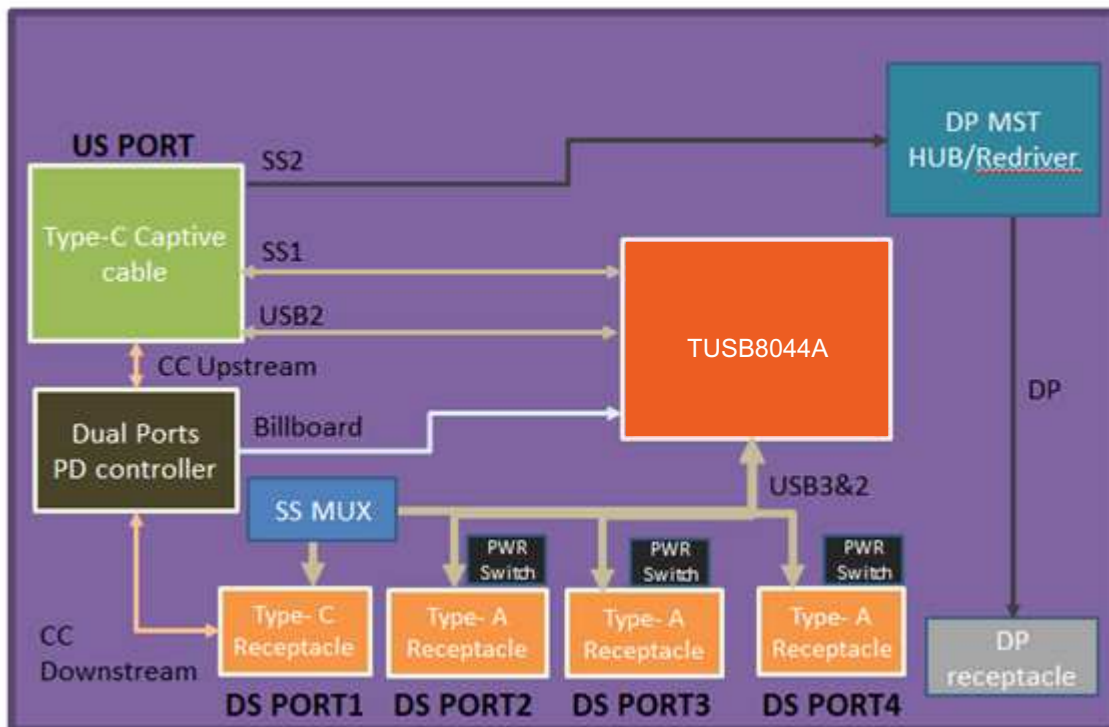 US PORT
Type-C Captive
cable
SS2
SS1
USB2
CC Upstream
DP MST
HUB/Redriver
TUSB8044A
DP
Dual Ports
PD controller
Billboard
USB3&2
SS MUX
PWR
Switch
PWR
Switch
PWR
Switch
CC
Downstream
Type- C
Receptacle
Type- A
Receptacle
Type- A
Receptacle
Type- A
Receptacle
DP
receptacle
DS PORT1
DS PORT2
DS PORT3
DS PORT4